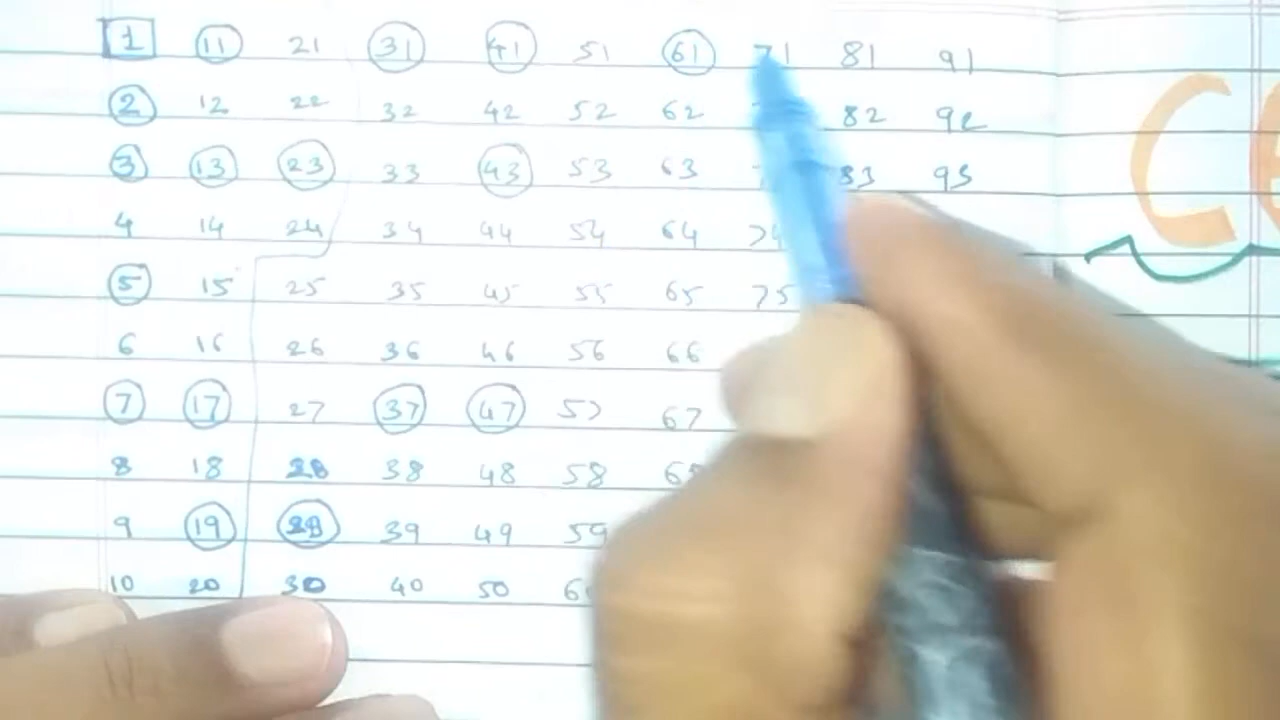 1 11 21 31 41 51 61 71 81 91 CE
2 12 22 32 42 52 62 82 92
3 13 23 33 43 53 63 83 93
4 14 24 34 44 54 64 74
5 15 25 35 45 55 65 75
6 16 26 36 46 56 66
7 17 27 37 47 57 67
8 18 28 38 48 58 68
9 19 29 39 49 59
10 20 30 40 50 60